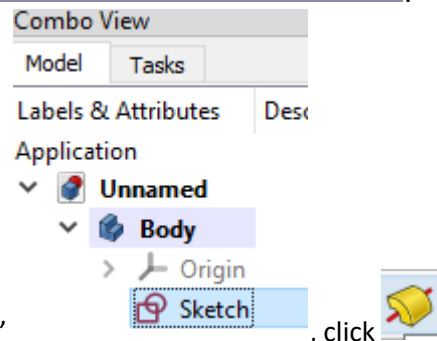 Combo View
Model Tasks
Labels & Attributes Desc
Application
Unnamed
Body
Origin
Sketch
, , click